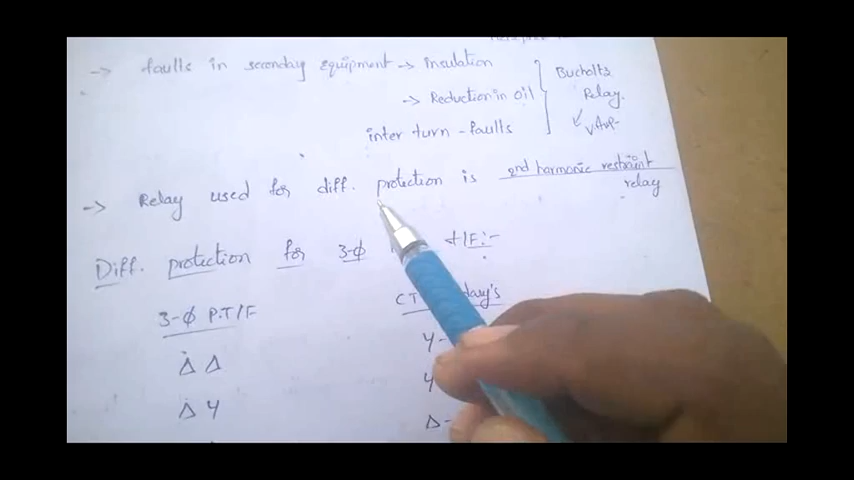 -> faults in secondary equipment -> insulation
-> Reduction in oil
inter turn - faults
Bucholts
Relay.
-> Relay used for diff. protection is 2nd harmonic restraint
relay
Diff. protection for 3-ϕ t/F:-
3-ϕ P.T/F
CT
Δ Δ
Y-
Δ Y
Y
Δ-